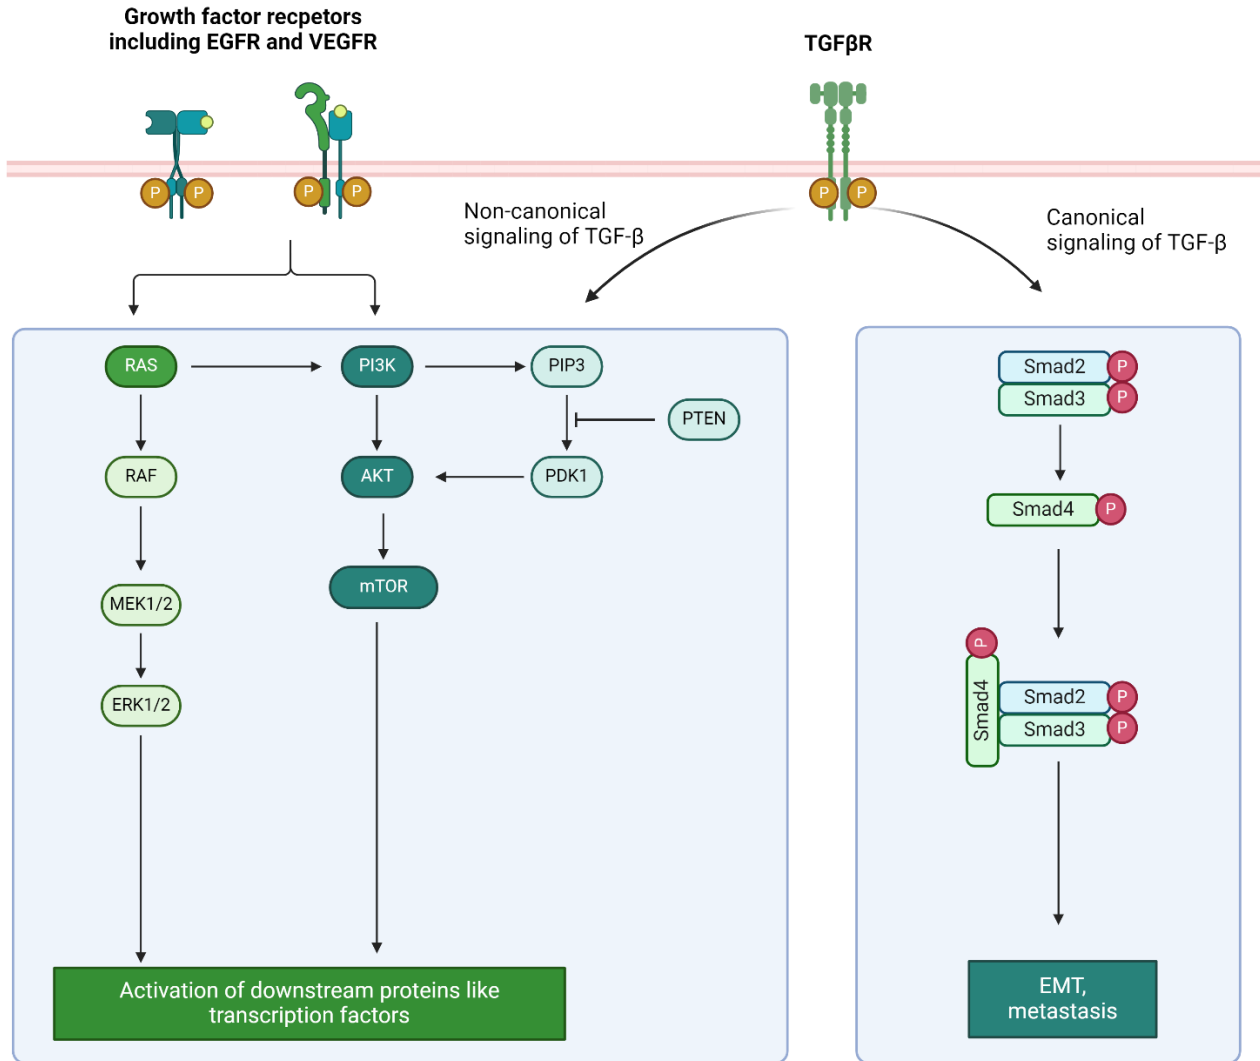 Growth factor recpetors
including EGFR and VEGFR
TGFβR
P
P
P
P
P
P
Non-canonical
signaling of TGF-β
Canonical
signaling of TGF-β
RAS
PI3K
PIP3
PTEN
RAF
AKT
PDK1
mTOR
MEK1/2
ERK1/2
Activation of downstream proteins like
transcription factors
Smad2
P
Smad3
P
Smad4
P
P
Smad4
Smad2
P
Smad3
P
EMT,
metastasis